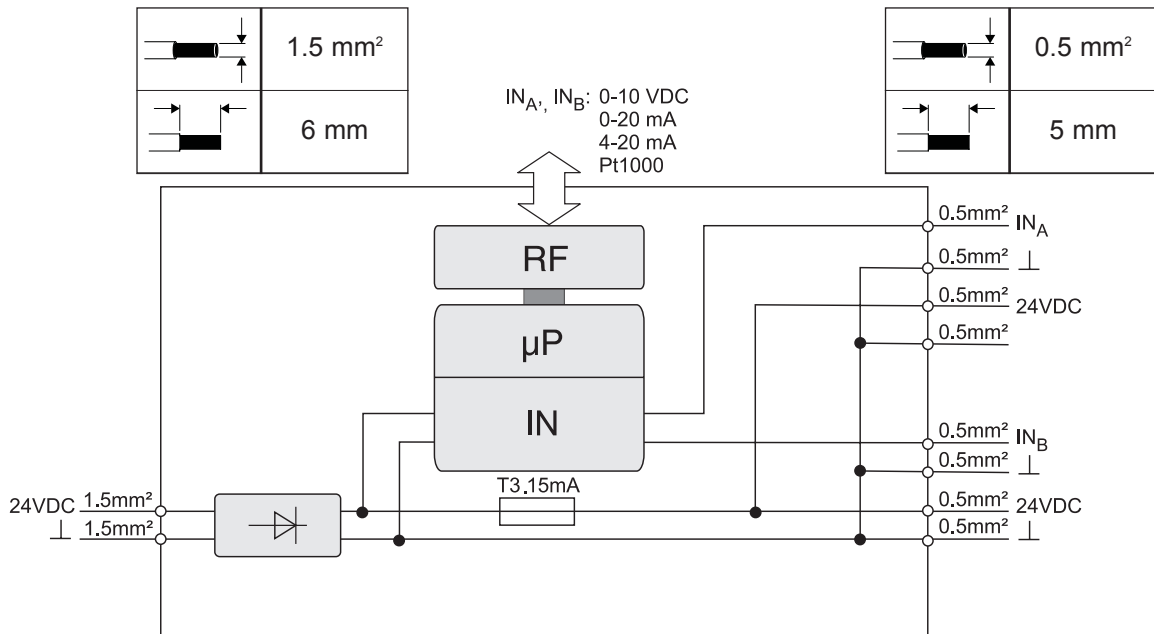 1.5 mm²
6 mm
0.5 mm²
5 mm
IN_A', IN_B: 0-10 VDC
0-20 mA
4-20 mA
Pt1000
RF
µP
IN
T3.15mA
24VDC 1.5mm²
⊥ 1.5mm²
0.5mm² IN_A
0.5mm² ⊥
0.5mm² 24VDC
0.5mm²
0.5mm² IN_B
0.5mm² ⊥
0.5mm² 24VDC
0.5mm² ⊥